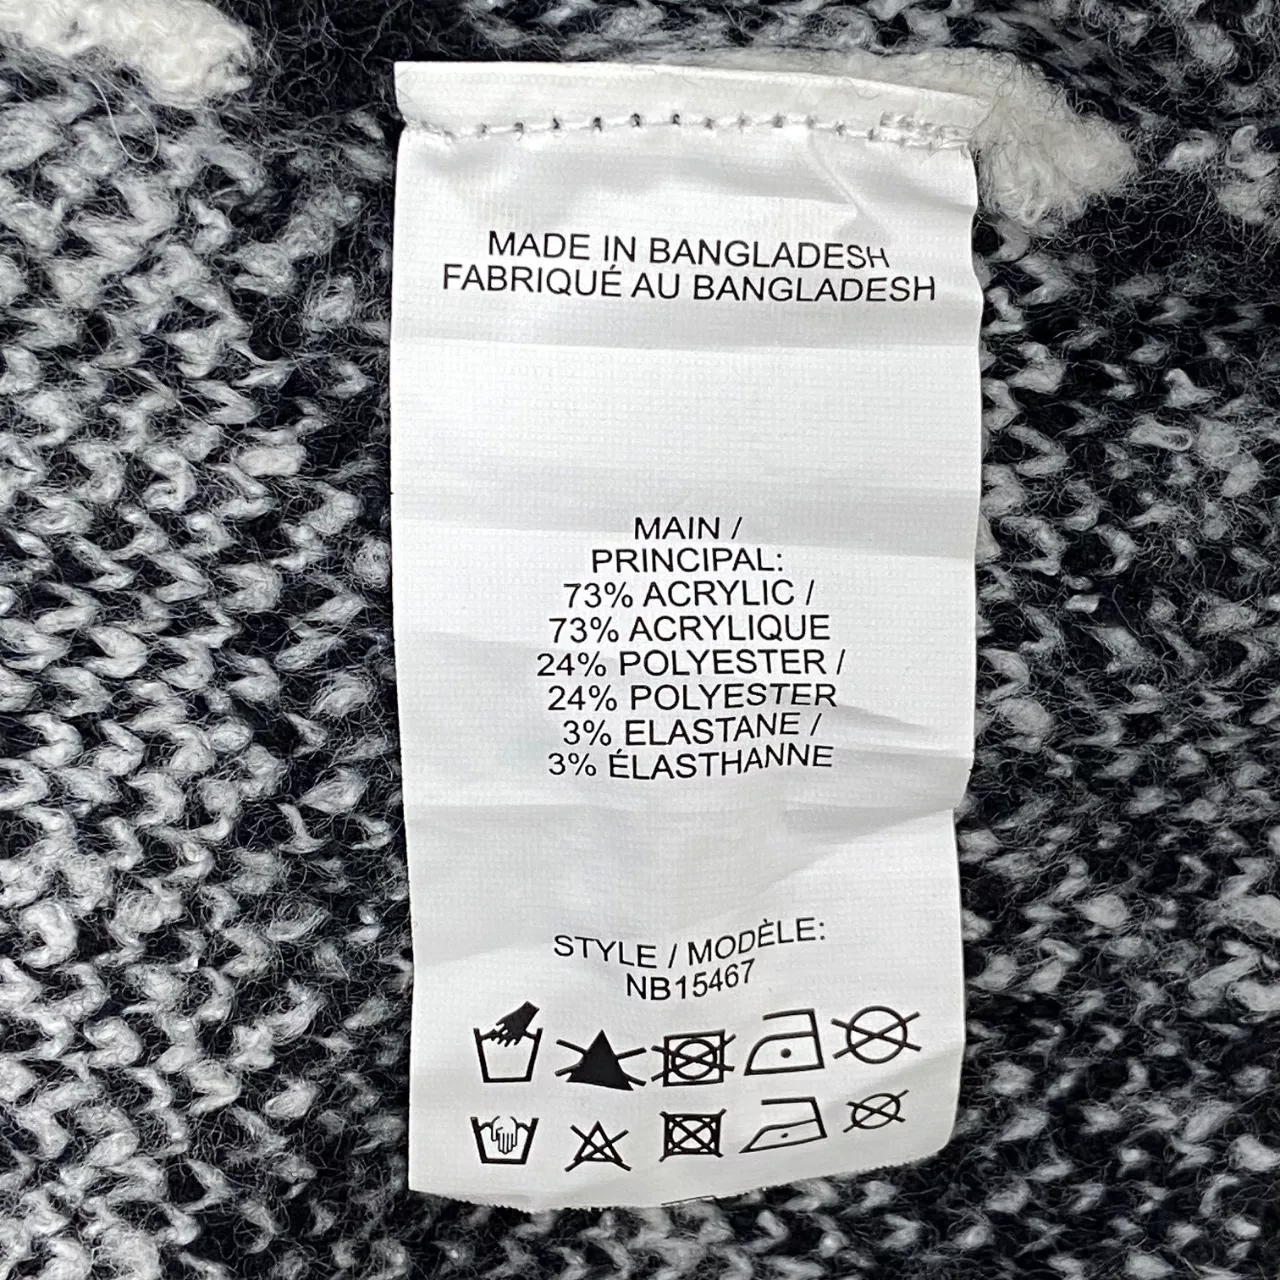 MADE IN BANGLADESH
FABRIQUÉ AU BANGLADESH
MAIN /
PRINCIPAL:
73% ACRYLIC /
73% ACRYLIQUE
24% POLYESTER /
24% POLYESTER
3% ELASTANE /
3% ÉLASTHANNE
STYLE / MODÈLE:
NB15467